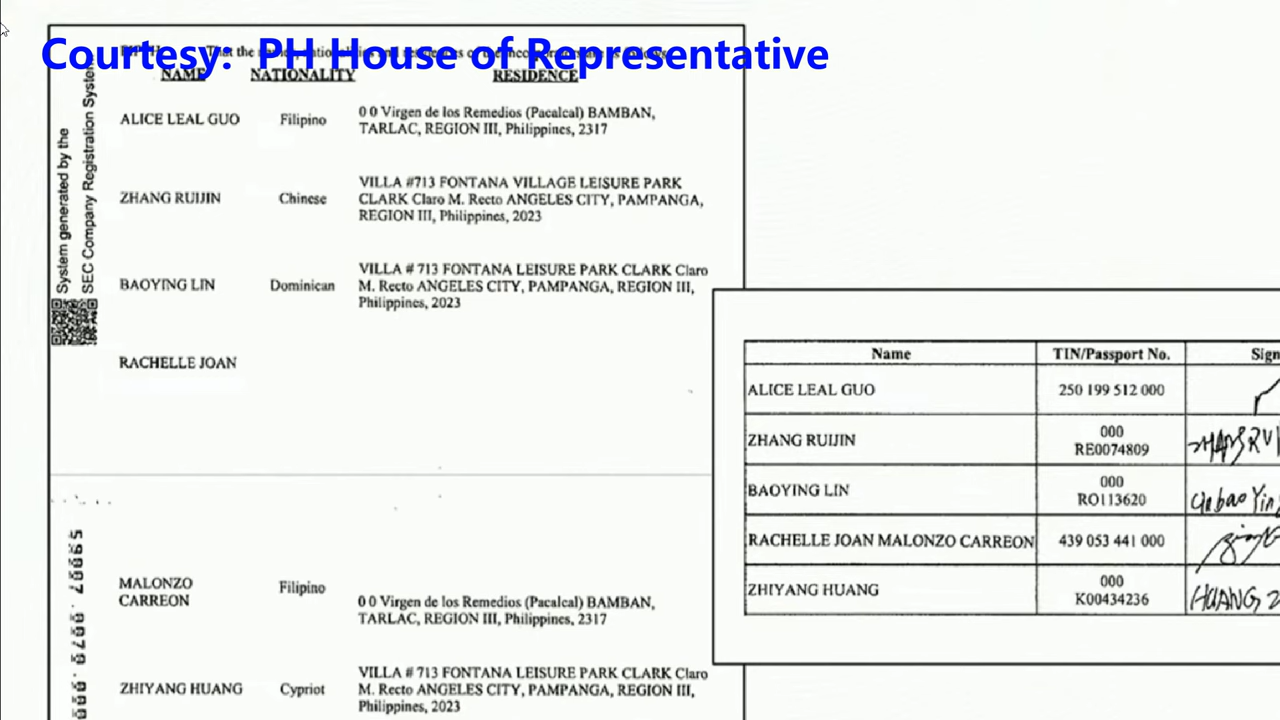 Courtesy: PH House of Representative
NAME NATIONALITY RESIDENCE
System generated by the
SEC Company Registration System
ALICE LEAL GUO Filipino 0 0 Virgen de los Remedios (Pacalcal) BAMBAN,
TARLAC, REGION III, Philippines, 2317
ZHANG RUIJIN Chinese VILLA #713 FONTANA VILLAGE LEISURE PARK
CLARK Claro M. Recto ANGELES CITY, PAMPANGA,
REGION III, Philippines, 2023
BAOYING LIN Dominican VILLA # 713 FONTANA LEISURE PARK CLARK Claro
M. Recto ANGELES CITY, PAMPANGA, REGION III,
Philippines, 2023
RACHELLE JOAN
MALONZO
CARREON Filipino 0 0 Virgen de los Remedios (Pacalcal) BAMBAN,
TARLAC, REGION III, Philippines, 2317
ZHIYANG HUANG Cypriot VILLA # 713 FONTANA LEISURE PARK CLARK Claro
M. Recto ANGELES CITY, PAMPANGA, REGION III,
Philippines, 2023
Name TIN/Passport No. Sign
ALICE LEAL GUO 250 199 512 000
ZHANG RUIJIN 000
RE0074809
BAOYING LIN 000
RO113620
RACHELLE JOAN MALONZO CARREON 439 053 441 000
ZHIYANG HUANG 000
K00434236
HUANG